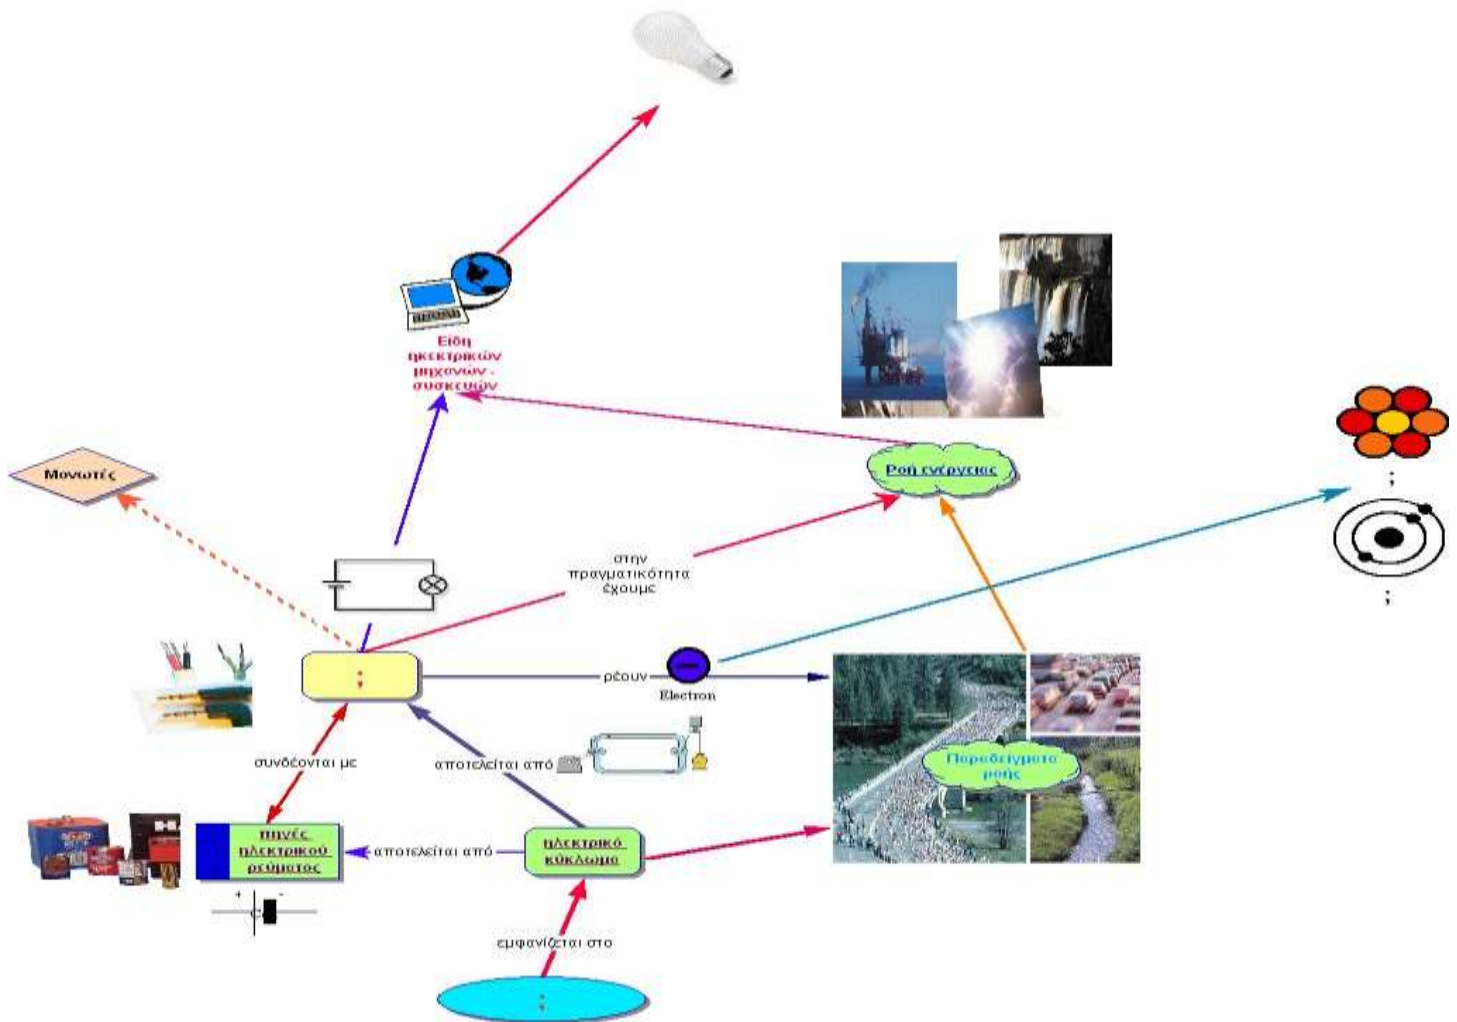 Είδη
ηκεκτρικών
μηχανών -
συσκευών
Μονωτές
Ροή ενέργειας
;
;
στην
πραγματικότητα
έχουμε
;
ρέουν
Electron
συνδέονται με
αποτελείται από
Παραδείγματα
ροής
πηγές
ηλεκτρικού
ρεύματος
αποτελείται από
ηλεκτρικό
κύκλωμα
+ -
εμφανίζεται στο
;